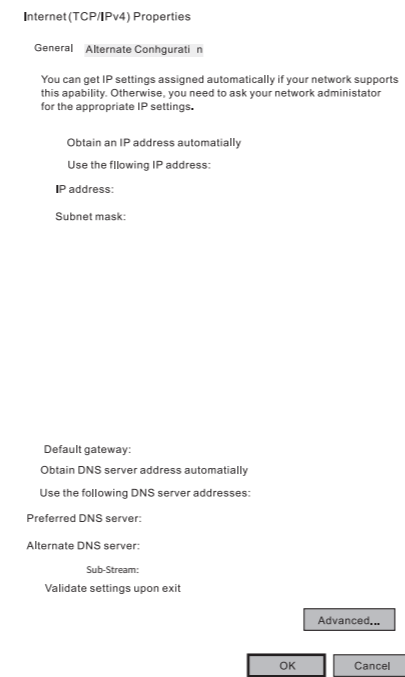 Internet (TCP/IPv4) Properties
General Alternate Conhgurati n
You can get IP settings assigned automatically if your network supports
this apability. Otherwise, you need to ask your network administator
for the appropriate IP settings.
Obtain an IP address automatially
Use the fllowing IP address:
IP address:
Subnet mask:
Default gateway:
Obtain DNS server address automatially
Use the following DNS server addresses:
Preferred DNS server:
Alternate DNS server:
Sub-Stream:
Validate settings upon exit
Advanced...
OK Cancel